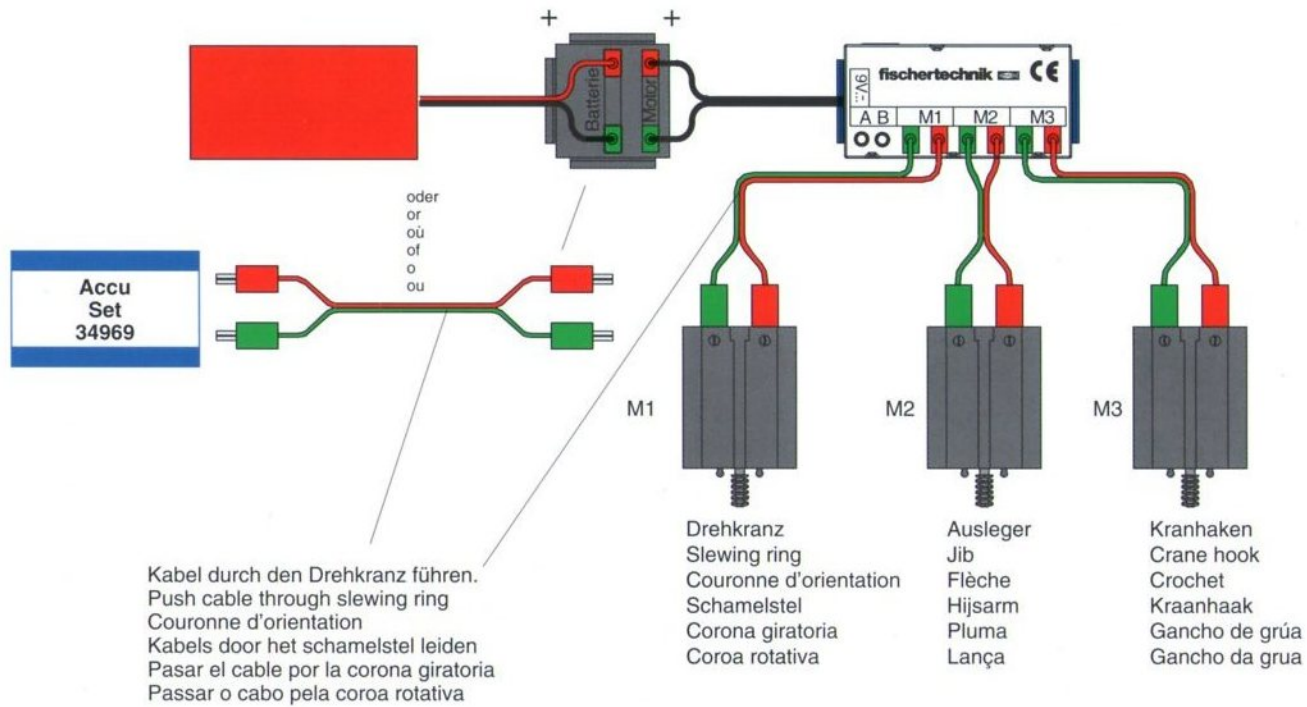 + +
Batterie
Motor
9V...
fischertechnik CE
A B M1 M2 M3
oder
or
où
of
o
ou
Accu
Set
34969
M1
M2
M3
Drehkranz
Slewing ring
Couronne d'orientation
Schamelstel
Corona giratoria
Coroa rotativa
Ausleger
Jib
Flèche
Hijsarm
Pluma
Lança
Kranhaken
Crane hook
Crochet
Kraanhaak
Gancho de grúa
Gancho da grua
Kabel durch den Drehkranz führen.
Push cable through slewing ring
Couronne d'orientation
Kabels door het schamelstel leiden
Pasar el cable por la corona giratoria
Passar o cabo pela coroa rotativa